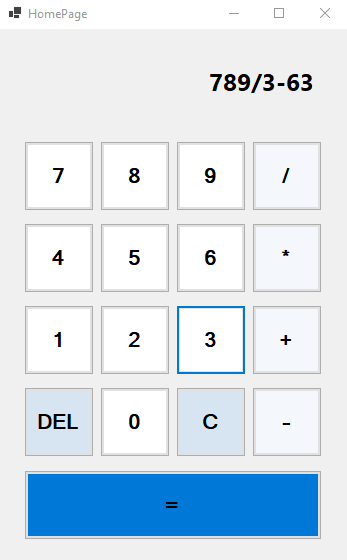 HomePage
789/3-63
7 8 9 /
4 5 6 *
1 2 3 +
DEL 0 C -
=